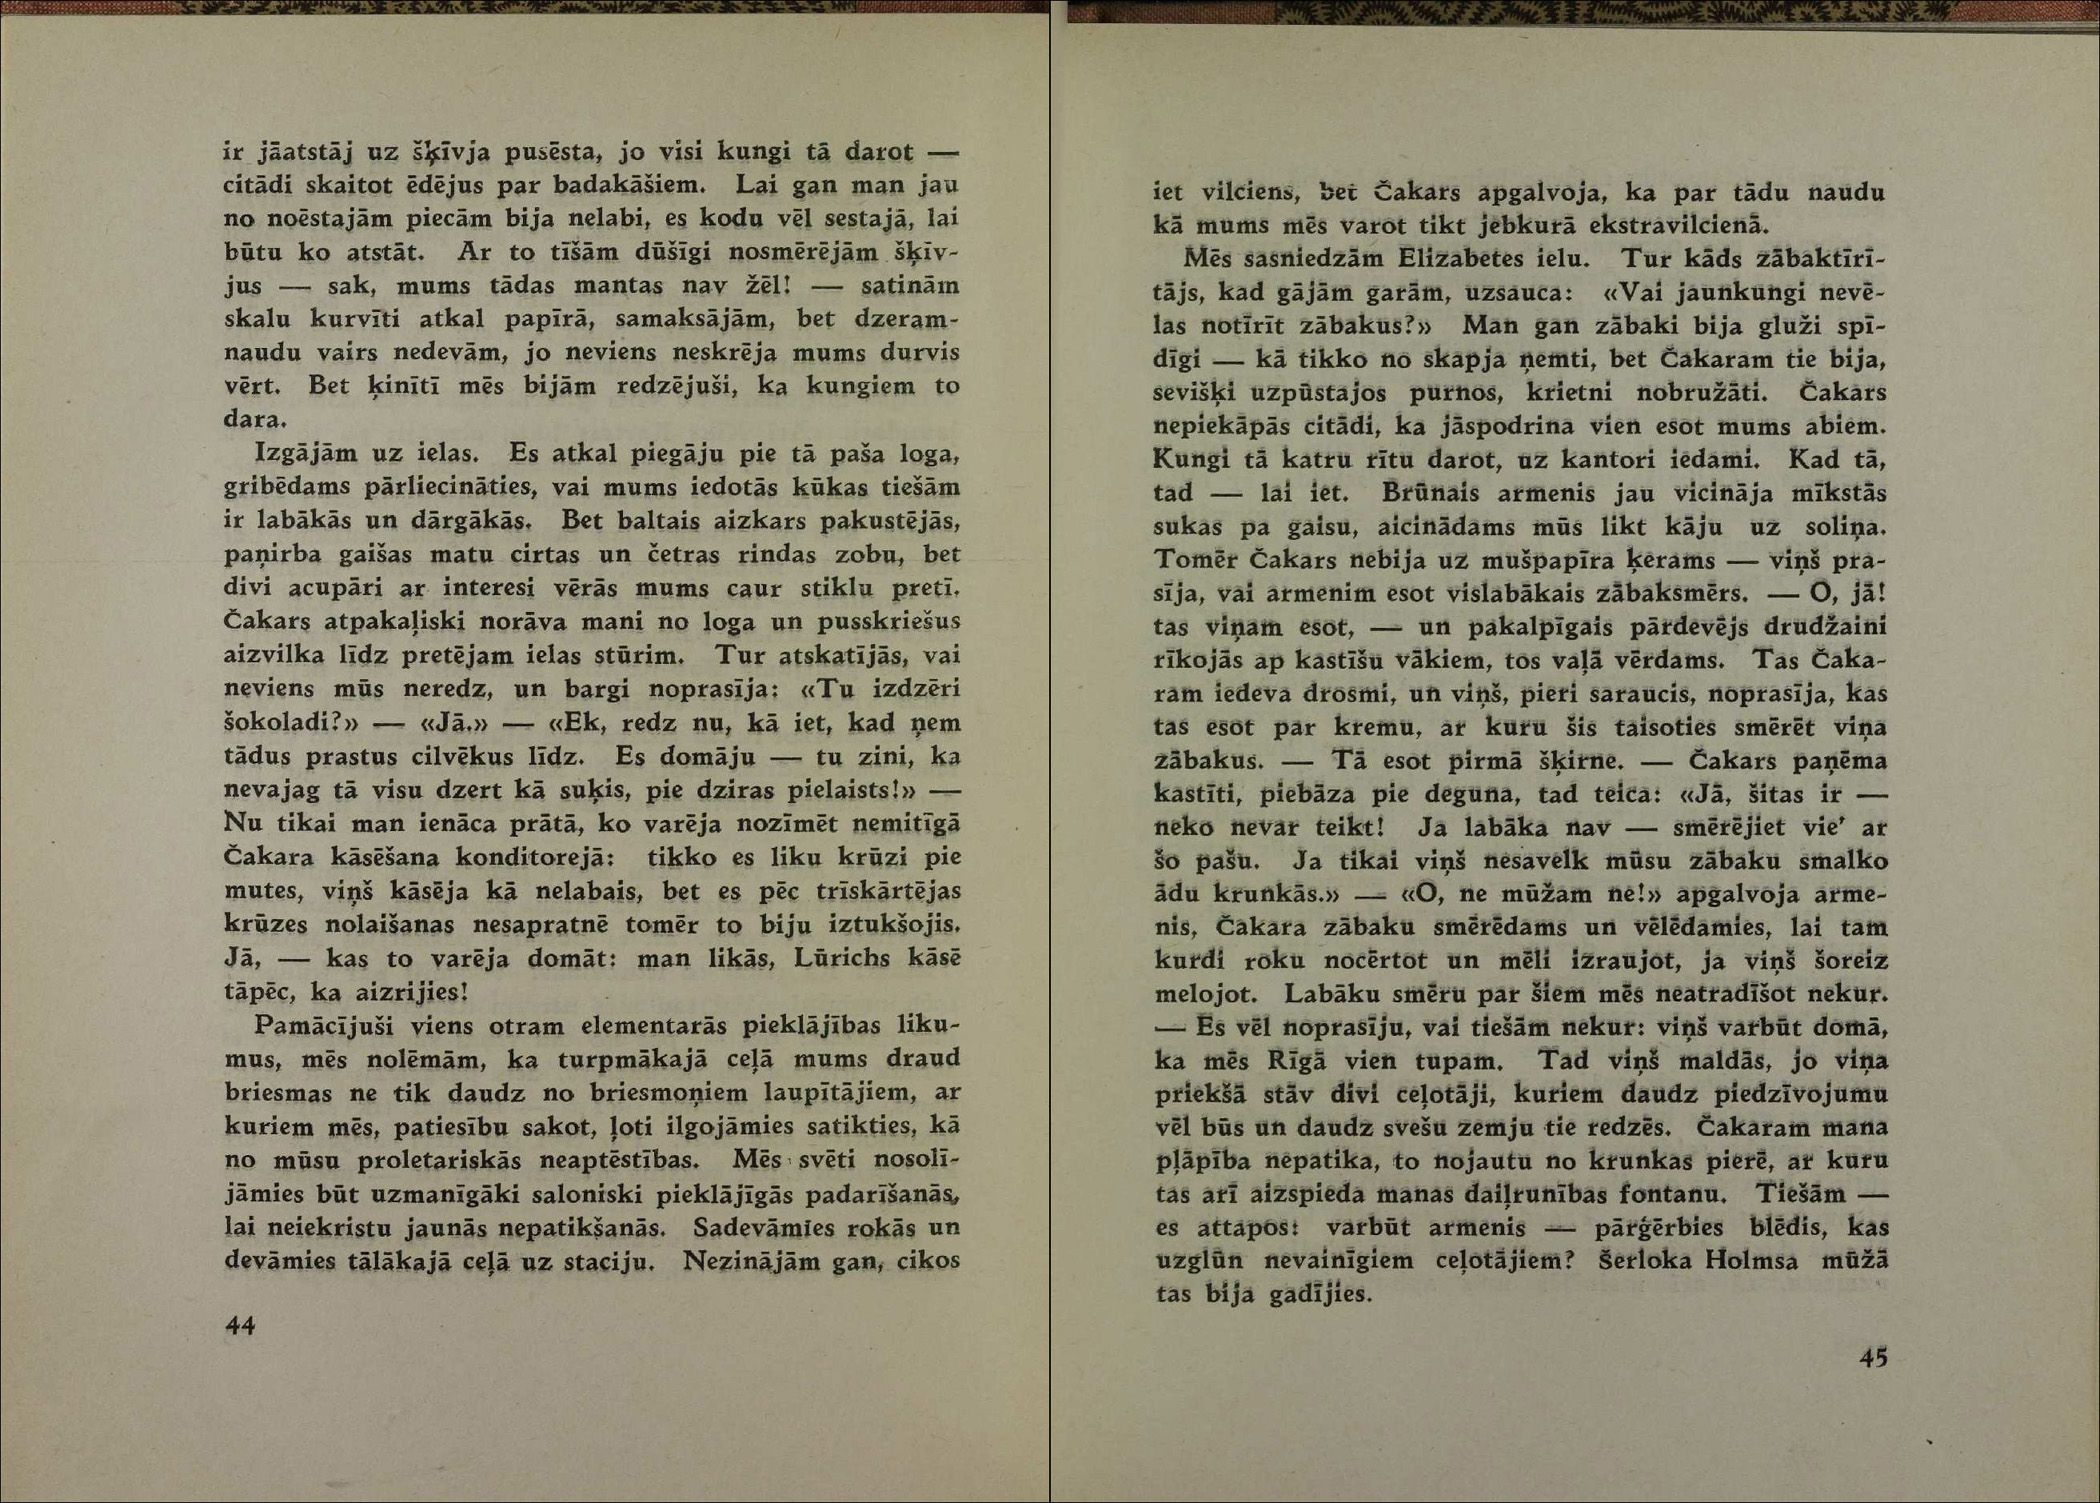 ir jāatstāj uz šķīvja pusēsta, jo visi kungi tā darot —
citādi skaitot ēdējus par badakāšiem. Lai gan man jau
no noēstajām piecām bija nelabi, es kodu vēl sestajā, lai
būtu ko atstāt. Ar to tīšām dūšīgi nosmērējām šķīv-
jus — sak, mums tādas mantas nav žēl! — satinām
skalu kurvīti atkal papīrā, samaksājām, bet dzeram-
naudu vairs nedevām, jo neviens neskrēja mums durvis
vērt. Bet ķinītī mēs bijām redzējuši, ka kungiem to
dara.
Izgājām uz ielas. Es atkal piegāju pie tā paša loga,
gribēdams pārliecināties, vai mums iedotās kūkas tiešām
ir labākās un dārgākās. Bet baltais aizkars pakustējās,
paņirba gaišas matu cirtas un četras rindas zobu, bet
divi acupāri ar interesi vērās mums caur stiklu pretī.
Čakars atpakaļiski norāva mani no loga un pusskriešus
aizvilka līdz pretējam ielas stūrim. Tur atskatījās, vai
neviens mūs neredz, un bargi noprasīja: «Tu izdzēri
šokoladi?» — «Jā.» — «Ek, redz nu, kā iet, kad ņem
tādus prastus cilvēkus līdz. Es domāju — tu zini, ka
nevajag tā visu dzert kā suķis, pie dziras pielaists!» —
Nu tikai man ienāca prātā, ko varēja nozīmēt nemitīgā
Čakara kāsēšana konditorejā: tikko es liku krūzi pie
mutes, viņš kāsēja kā nelabais, bet es pēc trīskārtējas
krūzes nolaišanas nesapratnē tomēr to biju iztukšojis.
Jā, — kas to varēja domāt: man likās, Lūrichs kāsē
tāpēc, ka aizrijies!
Pamācījuši viens otram elementarās pieklājības liku-
mus, mēs nolēmām, ka turpmākajā ceļā mums draud
briesmas ne tik daudz no briesmoņiem laupītājiem, ar
kuriem mēs, patiesību sakot, ļoti ilgojāmies satikties, kā
no mūsu proletariskās neaptēstības. Mēs svēti nosolī-
jāmies būt uzmanīgāki saloniski pieklājīgās padarīšanās,
lai neiekristu jaunās nepatikšanās. Sadevāmies rokās un
devāmies tālākajā ceļā uz staciju. Nezinājām gan, cikos
44
iet vilciens, bet Čakars apgalvoja, ka par tādu naudu
kā mums mēs varot tikt jebkurā ekstravilcienā.
Mēs sasniedzām Elizabetes ielu. Tur kāds zābaktīrī-
tājs, kad gājām garām, uzsauca: «Vai jaunkungi nevē-
las notīrīt zābakus?» Man gan zābaki bija gluži spī-
dīgi — kā tikko no skapja ņemti, bet Čakaram tie bija,
sevišķi uzpūstajos purnos, krietni nobružāti. Čakars
nepiekāpās citādi, ka jāspodrina vien esot mums abiem.
Kungi tā katru rītu darot, uz kantori iedami. Kad tā,
tad — lai iet. Brūnais armenis jau vicināja mīkstās
sukas pa gaisu, aicinādams mūs likt kāju uz soliņa.
Tomēr Čakars nebija uz mušpapīra ķerams — viņš pra-
sīja, vai armenim esot vislabākais zābaksmērs. — O, jā!
tas viņam esot, — un pakalpīgais pārdevējs drudžaini
rīkojās ap kastīšu vākiem, tos vaļā vērdams. Tas Čaka-
ram iedeva drosmi, un viņš, pieri saraucis, noprasīja, kas
tas esot par kremu, ar kuru šis taisoties smērēt viņa
zābakus. — Tā esot pirmā šķirne. — Čakars paņēma
kastīti, piebāza pie deguna, tad teica: «Jā, šitas ir —
neko nevar teikt! Ja labāka nav — smērējiet vie' ar
šo pašu. Ja tikai viņš nesavelk mūsu zābaku smalko
ādu krunkās.» — «O, ne mūžam ne!» apgalvoja arme-
nis, Čakara zābaku smērēdams un vēlēdamies, lai tam
kurdi roku nocērtot un mēli izraujot, ja viņš šoreiz
melojot. Labāku smēru par šiem mēs neatradīšot nekur.
— Es vēl noprasīju, vai tiešām nekur: viņš varbūt domā,
ka mēs Rīgā vien tupam. Tad viņš maldās, jo viņa
priekšā stāv divi ceļotāji, kuriem daudz piedzīvojumu
vēl būs un daudz svešu zemju tie redzēs. Čakaram mana
pļāpība nepatika, to nojautu no krunkas pierē, ar kuru
tas arī aizspieda manas daiļrunības fontanu. Tiešām —
es attapos: varbūt armenis — pārģērbies blēdis, kas
uzglūn nevainīgiem ceļotājiem? Šerloka Holmsa mūžā
tas bija gadījies.
45